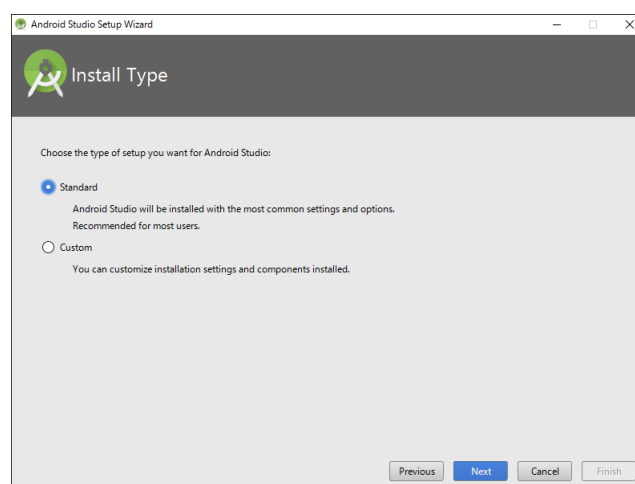 Android Studio Setup Wizard
Install Type
Choose the type of setup you want for Android Studio:
Standard
Android Studio will be installed with the most common settings and options.
Recommended for most users.
Custom
You can customize installation settings and components installed.
Previous Next Cancel Finish